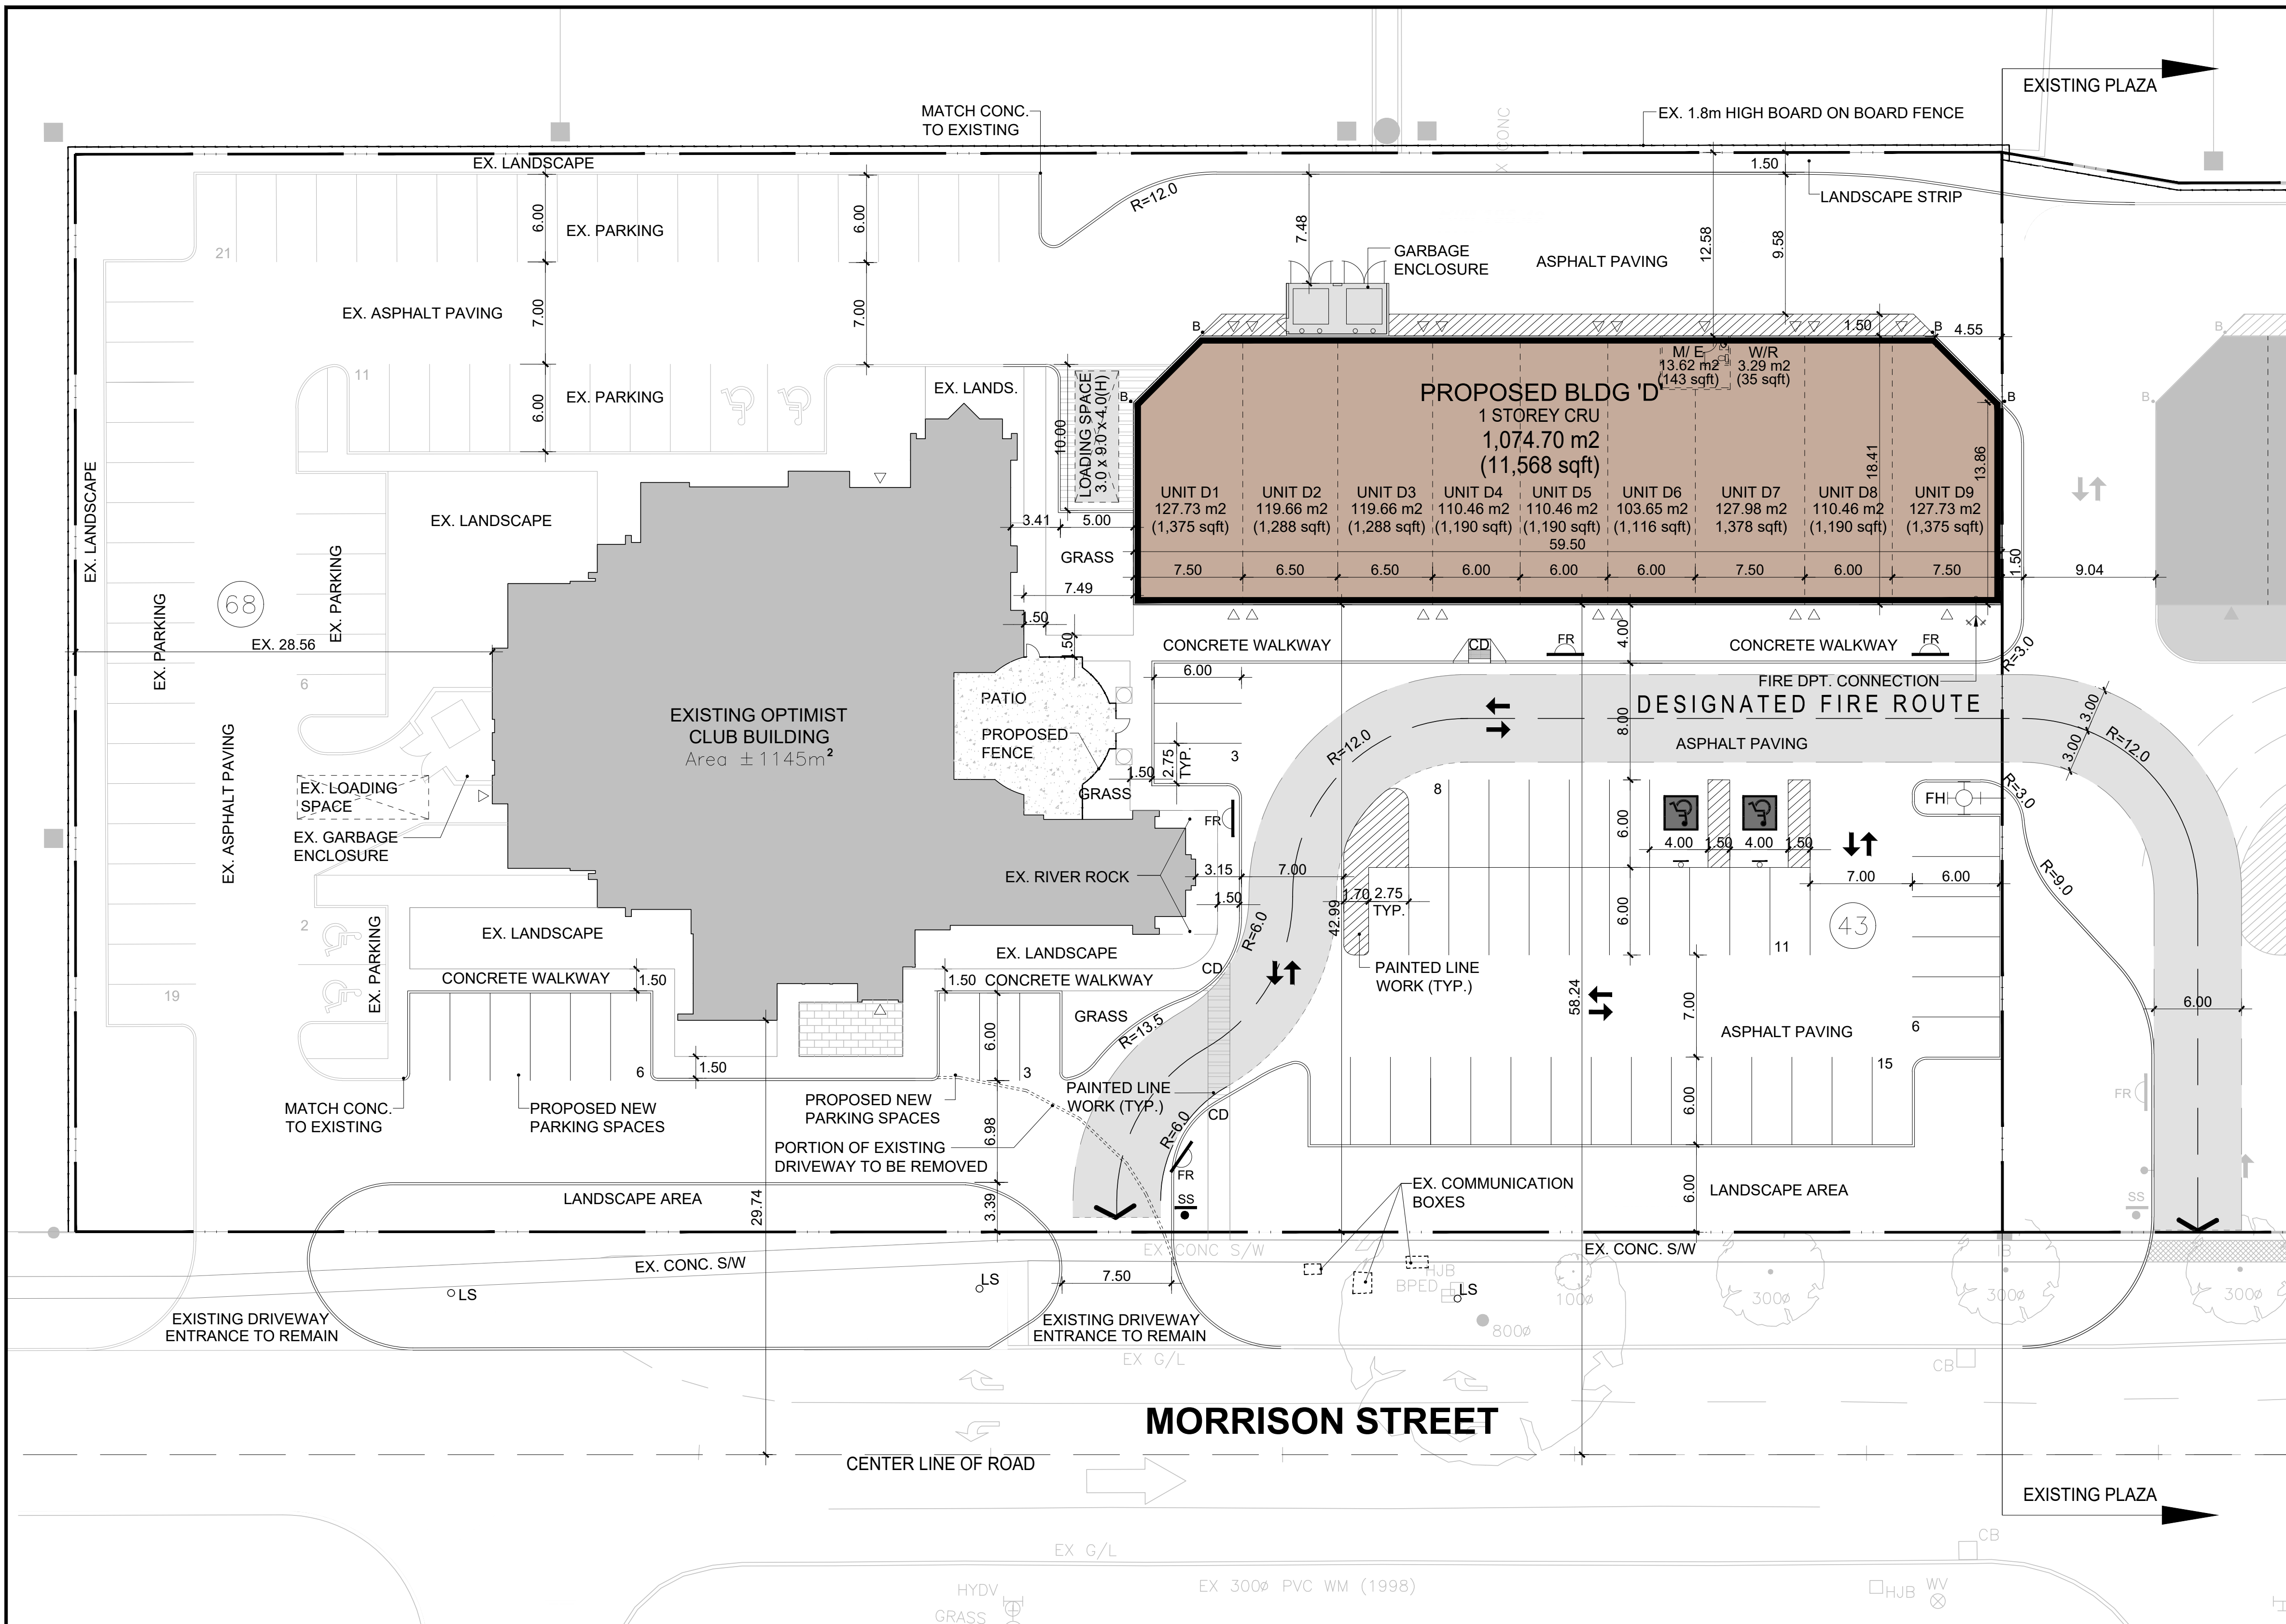 EXISTING PLAZA
MATCH CONC.
TO EXISTING
EX. 1.8m HIGH BOARD ON BOARD FENCE
X CONC
EX. LANDSCAPE
1.50
R=12.0
LANDSCAPE STRIP
6.00
6.00
EX. PARKING
7.48
12.58
9.58
21
GARBAGE
ENCLOSURE
ASPHALT PAVING
EX. ASPHALT PAVING
7.00
7.00
B
1.50
B
4.55
B
11
6.00
EX. PARKING
EX. LANDS.
LOADING SPACE
3.0 x 9.0 x 4.0(H)
10.00
B
M/ E
13.62 m2
(143 sqft)
W/R
3.29 m2
(35 sqft)
B
B
PROPOSED BLDG 'D'
1 STOREY CRU
1,074.70 m2
(11,568 sqft)
18.41
13.86
UNIT D1
127.73 m2
(1,375 sqft)
UNIT D2
119.66 m2
(1,288 sqft)
UNIT D3
119.66 m2
(1,288 sqft)
UNIT D4
110.46 m2
(1,190 sqft)
UNIT D5
110.46 m2
(1,190 sqft)
UNIT D6
103.65 m2
(1,116 sqft)
UNIT D7
127.98 m2
1,378 sqft)
UNIT D8
110.46 m2
(1,190 sqft)
UNIT D9
127.73 m2
(1,375 sqft)
59.50
7.50
6.50
6.50
6.00
6.00
6.00
7.50
6.00
7.50
1.50
9.04
EX. LANDSCAPE
EX. LANDSCAPE
3.41
5.00
GRASS
7.49
EX. PARKING
EX. PARKING
68
EX. 28.56
1.50
1.50
CONCRETE WALKWAY
CD
FR
4.00
CONCRETE WALKWAY
FR
R=3.0
6.00
FIRE DPT. CONNECTION
DESIGNATED FIRE ROUTE
6
PATIO
PROPOSED
FENCE
EXISTING OPTIMIST
CLUB BUILDING
Area ±1145m²
EX. ASPHALT PAVING
2.75
TYP.
3
R=12.0
8.00
ASPHALT PAVING
3.00
3.00
R=12.0
1.50
GRASS
EX. LOADING
SPACE
EX. GARBAGE
ENCLOSURE
FR
8
6.00
4.00
1.50
4.00
1.50
FH
R=3.0
EX. RIVER ROCK
3.15
7.00
1.50
1.70
2.75
TYP.
7.00
6.00
R=9.0
42.99
6.00
11
43
2
EX. PARKING
EX. LANDSCAPE
EX. LANDSCAPE
R=6.0
CD
PAINTED LINE
WORK (TYP.)
CONCRETE WALKWAY
1.50
1.50
CONCRETE WALKWAY
19
58.24
7.00
6.00
GRASS
R=13.5
6.00
ASPHALT PAVING
6
1.50
6
3
15
MATCH CONC.
TO EXISTING
PROPOSED NEW
PARKING SPACES
PROPOSED NEW
PARKING SPACES
PAINTED LINE
WORK (TYP.)
CD
6.00
FR
6.98
R=6.0
PORTION OF EXISTING
DRIVEWAY TO BE REMOVED
FR
SS
EX. COMMUNICATION
BOXES
6.00
LANDSCAPE AREA
SS
LANDSCAPE AREA
29.74
3.39
EX CONC S/W
EX. CONC. S/W
IB
EX. CONC. S/W
7.50
HJB
BPED
LS
LS
LS
100ø
300ø
300ø
300ø
800ø
EXISTING DRIVEWAY
ENTRANCE TO REMAIN
EXISTING DRIVEWAY
ENTRANCE TO REMAIN
EX G/L
CB
MORRISON STREET
CENTER LINE OF ROAD
EXISTING PLAZA
CB
EX G/L
EX 300ø PVC WM (1998)
HYDV
GRASS
HJB
WV